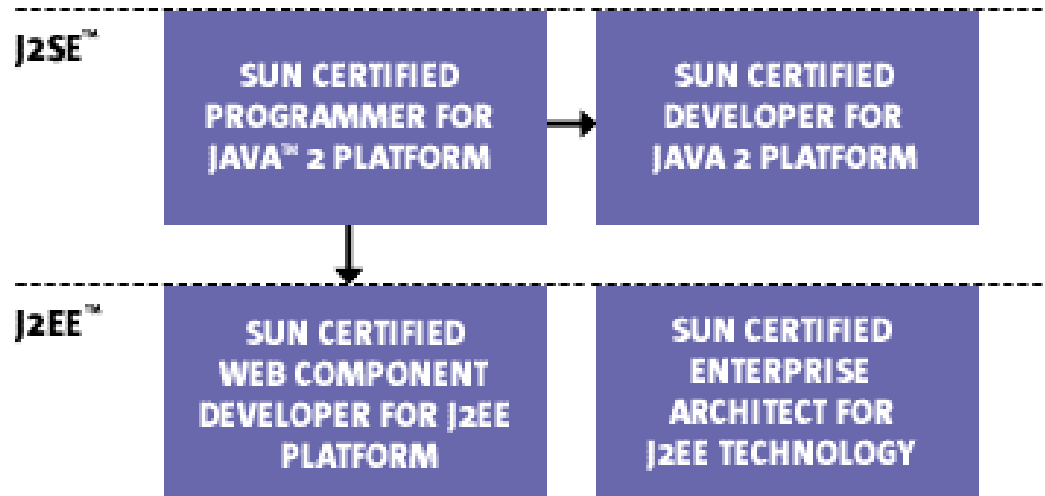 J2SE™
SUN CERTIFIED
PROGRAMMER FOR
JAVA™ 2 PLATFORM
SUN CERTIFIED
DEVELOPER FOR
JAVA 2 PLATFORM
J2EE™
SUN CERTIFIED
WEB COMPONENT
DEVELOPER FOR J2EE
PLATFORM
SUN CERTIFIED
ENTERPRISE
ARCHITECT FOR
J2EE TECHNOLOGY